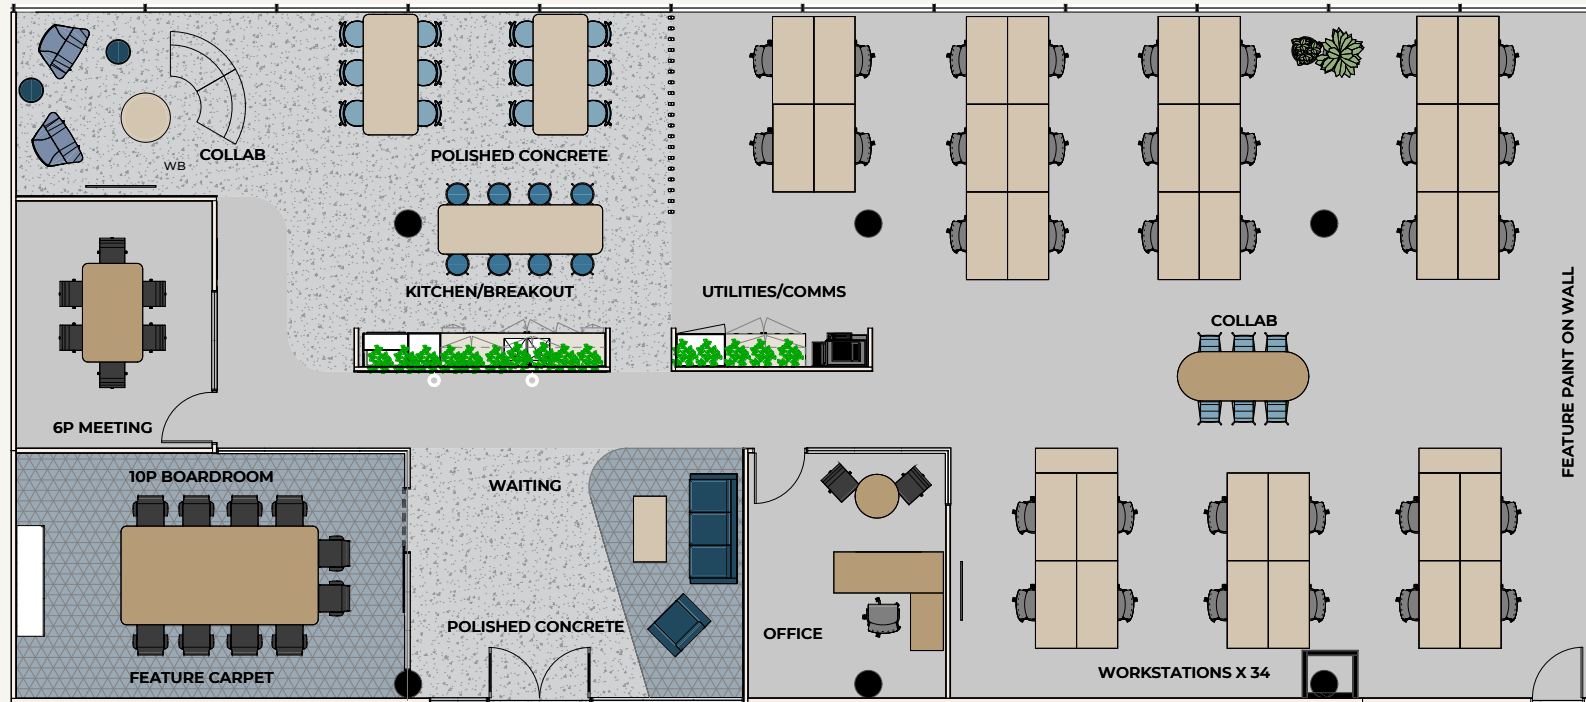 WB
COLLAB
POLISHED CONCRETE
KITCHEN/BREAKOUT
UTILITIES/COMMS
COLLAB
FEATURE PAINT ON WALL
6P MEETING
10P BOARDROOM
WAITING
POLISHED CONCRETE
OFFICE
FEATURE CARPET
WORKSTATIONS X 34